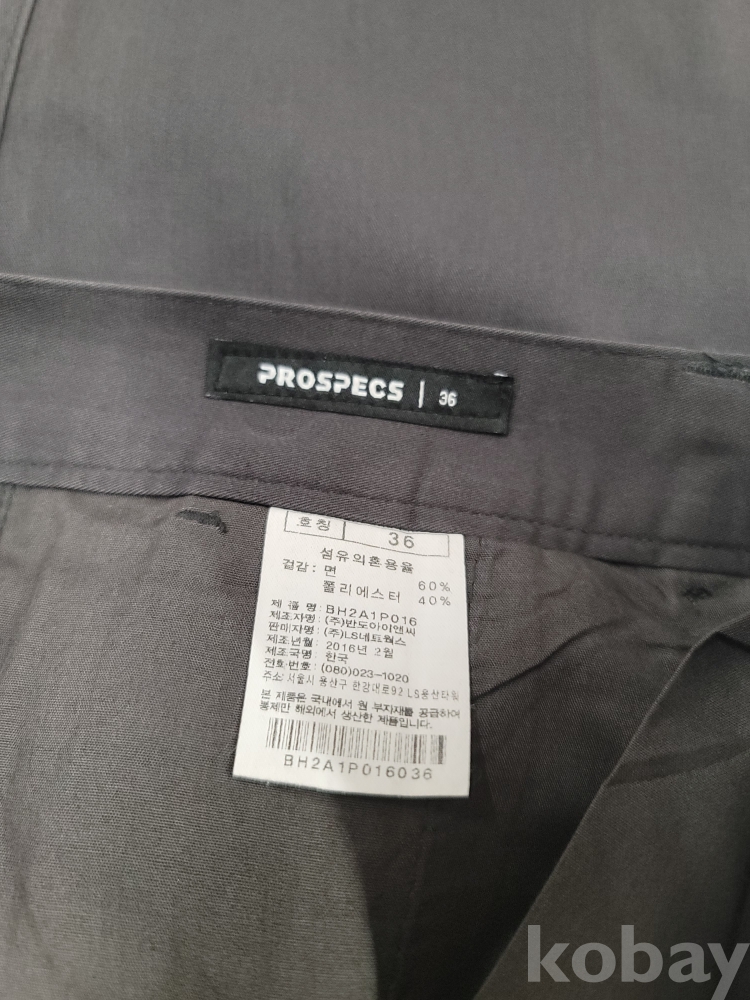 PROSPECS | 36
호칭 36
섬유의혼용율
겉감: 면 60%
폴리에스터 40%
제 품 명: BH2A1P016
제조자명: (주)반도아이앤씨
판매자명: (주)LS네트웍스
제조년월: 2016년 2월
제조국명: 한국
전화번호: (080)023-1020
주소: 서울시 용산구 한강대로92 LS용산타워
본 제품은 국내에서 원 부자재를 공급하여
봉제만 해외에서 생산한 제품입니다.
BH2A1P016036
kobay